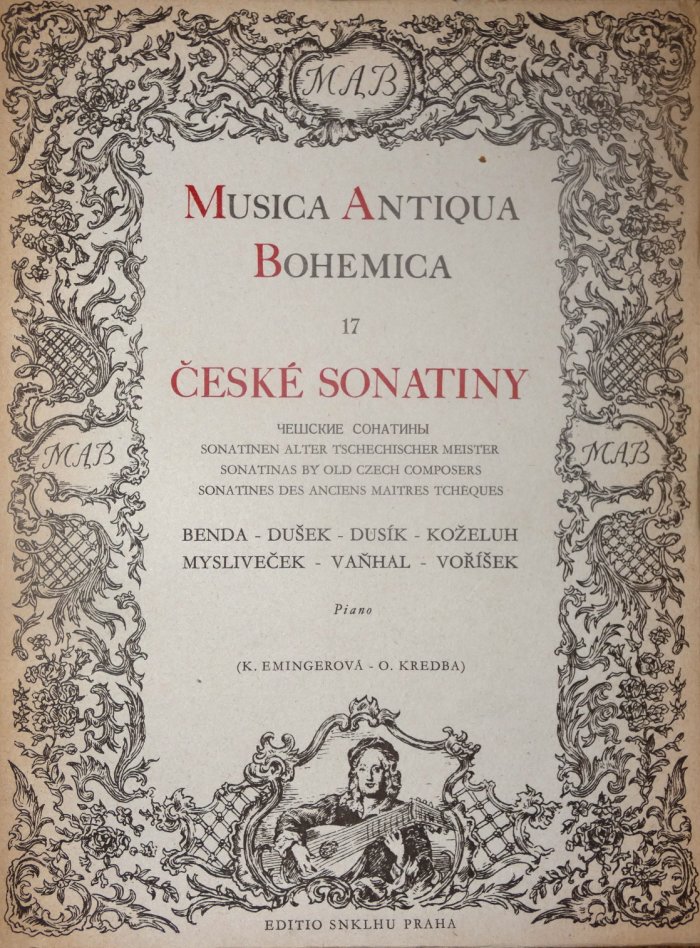 MAB
MUSICA ANTIQUA
BOHEMICA
17
ČESKÉ SONATINY
ЧЕШСКИЕ СОНАТИНЫ
SONATINEN ALTER TSCHECHISCHER MEISTER
SONATINAS BY OLD CZECH COMPOSERS
SONATINES DES ANCIENS MAITRES TCHÈQUES
MAB
MAB
BENDA - DUŠEK - DUSÍK - KOŽELUH
MYSLIVEČEK - VAŇHAL - VOŘÍŠEK
Piano
(K. EMINGEROVÁ - O. KREDBA)
EDITIO SNKLHU PRAHA